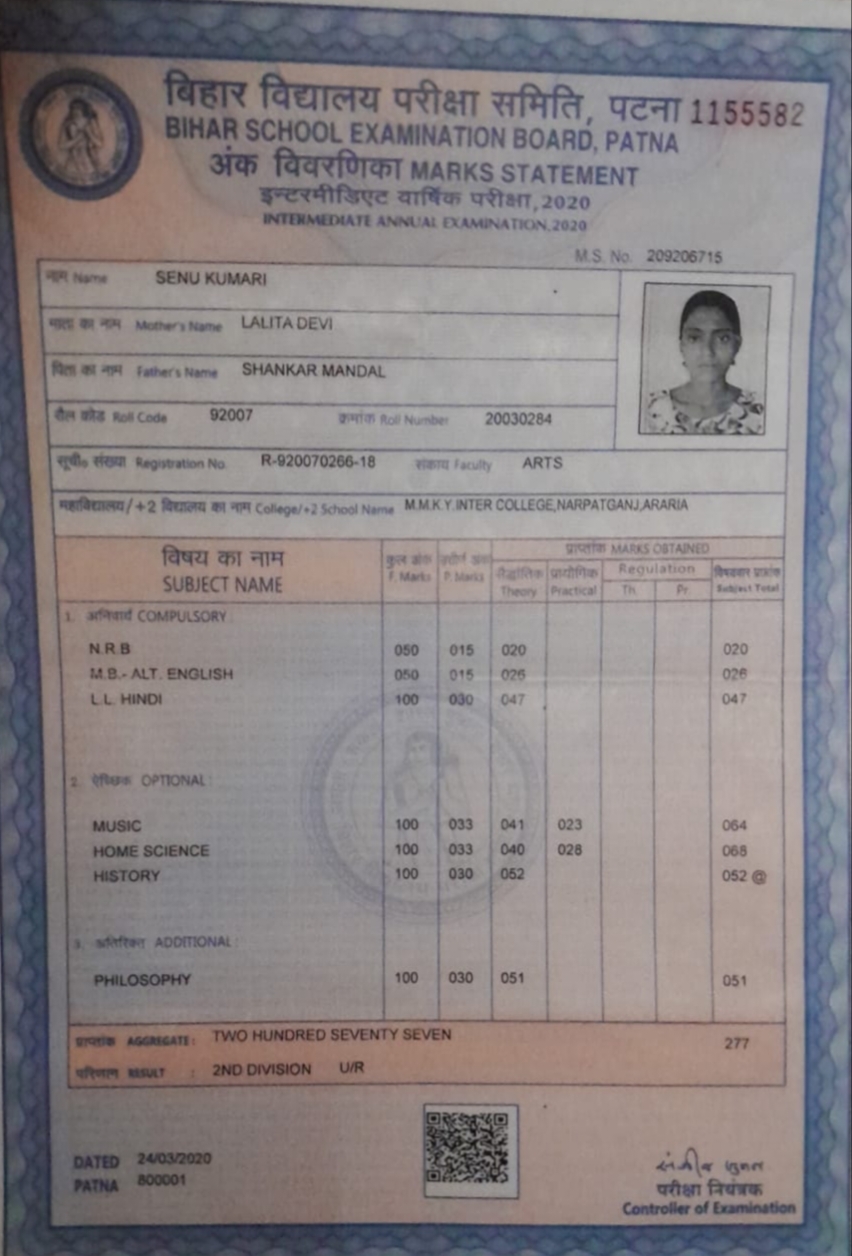 बिहार विद्यालय परीक्षा समिति, पटना 1155582
BIHAR SCHOOL EXAMINATION BOARD, PATNA
अंक विवरणिका MARKS STATEMENT
इन्टरमीडिएट वार्षिक परीक्षा,2020
INTERMEDIATE ANNUAL EXAMINATION,2020
M.S. No. 209206715
नाम Name SENU KUMARI
माता का नाम Mother's Name LALITA DEVI
पिता का नाम Father's Name SHANKAR MANDAL
रौल कोड Roll Code 92007 क्रमांक Roll Number 20030284
सूची० संख्या Registration No. R-920070266-18 संकाय Faculty ARTS
महाविद्यालय/+2 विद्यालय का नाम College/+2 School Name M.M.K.Y.INTER COLLEGE,NARPATGANJ,ARARIA
विषय का नाम कुल अंक उत्तीर्ण अंक प्राप्तांक MARKS OBTAINED
SUBJECT NAME F. Marks P. Marks सैद्धांतिक Theory प्रायोगिक Practical Regulation Th. Pr. विषयवार प्राप्तांक Subject Total
1. अनिवार्य COMPULSORY :
N.R.B 050 015 020 020
M.B.- ALT. ENGLISH 050 015 026 026
L.L. HINDI 100 030 047 047
2. ऐच्छिक OPTIONAL :
MUSIC 100 033 041 023 064
HOME SCIENCE 100 033 040 028 068
HISTORY 100 030 052 052 @
3. अतिरिक्त ADDITIONAL :
PHILOSOPHY 100 030 051 051
प्राप्तांक AGGREGATE : TWO HUNDRED SEVENTY SEVEN 277
परिणाम RESULT : 2ND DIVISION U/R
DATED 24/03/2020
PATNA 800001
परीक्षा नियंत्रक
Controller of Examination